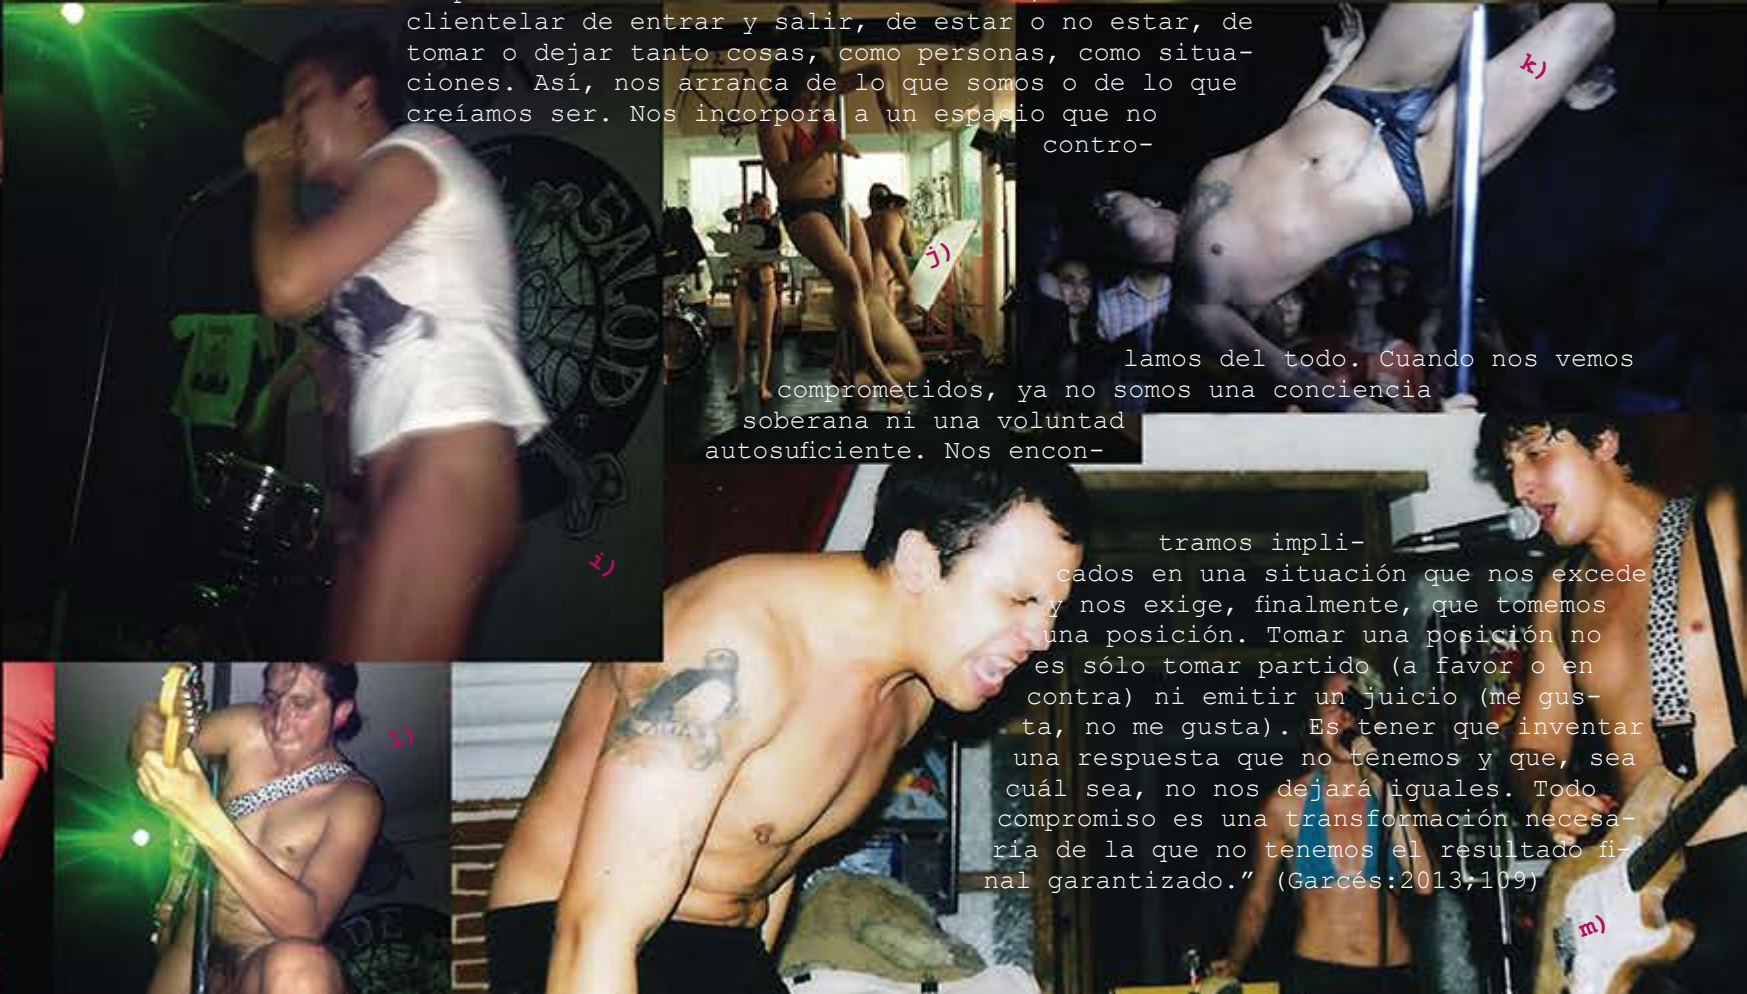 clientelar de entrar y salir, de estar o no estar, de
tomar o dejar tanto cosas, como personas, como situa-
ciones. Así, nos arranca de lo que somos o de lo que
creíamos ser. Nos incorpora a un espacio que no
contro-
k)
j)
SALUD
lamos del todo. Cuando nos vemos
comprometidos, ya no somos una conciencia
soberana ni una voluntad
autosuficiente. Nos encon-
i)
tramos impli-
cados en una situación que nos excede
y nos exige, finalmente, que tomemos
una posición. Tomar una posición no
es sólo tomar partido (a favor o en
contra) ni emitir un juicio (me gus-
ta, no me gusta). Es tener que inventar
una respuesta que no tenemos y que, sea
cuál sea, no nos dejará iguales. Todo
compromiso es una transformación necesa-
ria de la que no tenemos el resultado fi-
nal garantizado.” (Garcés:2013;109)
l)
DE
m)